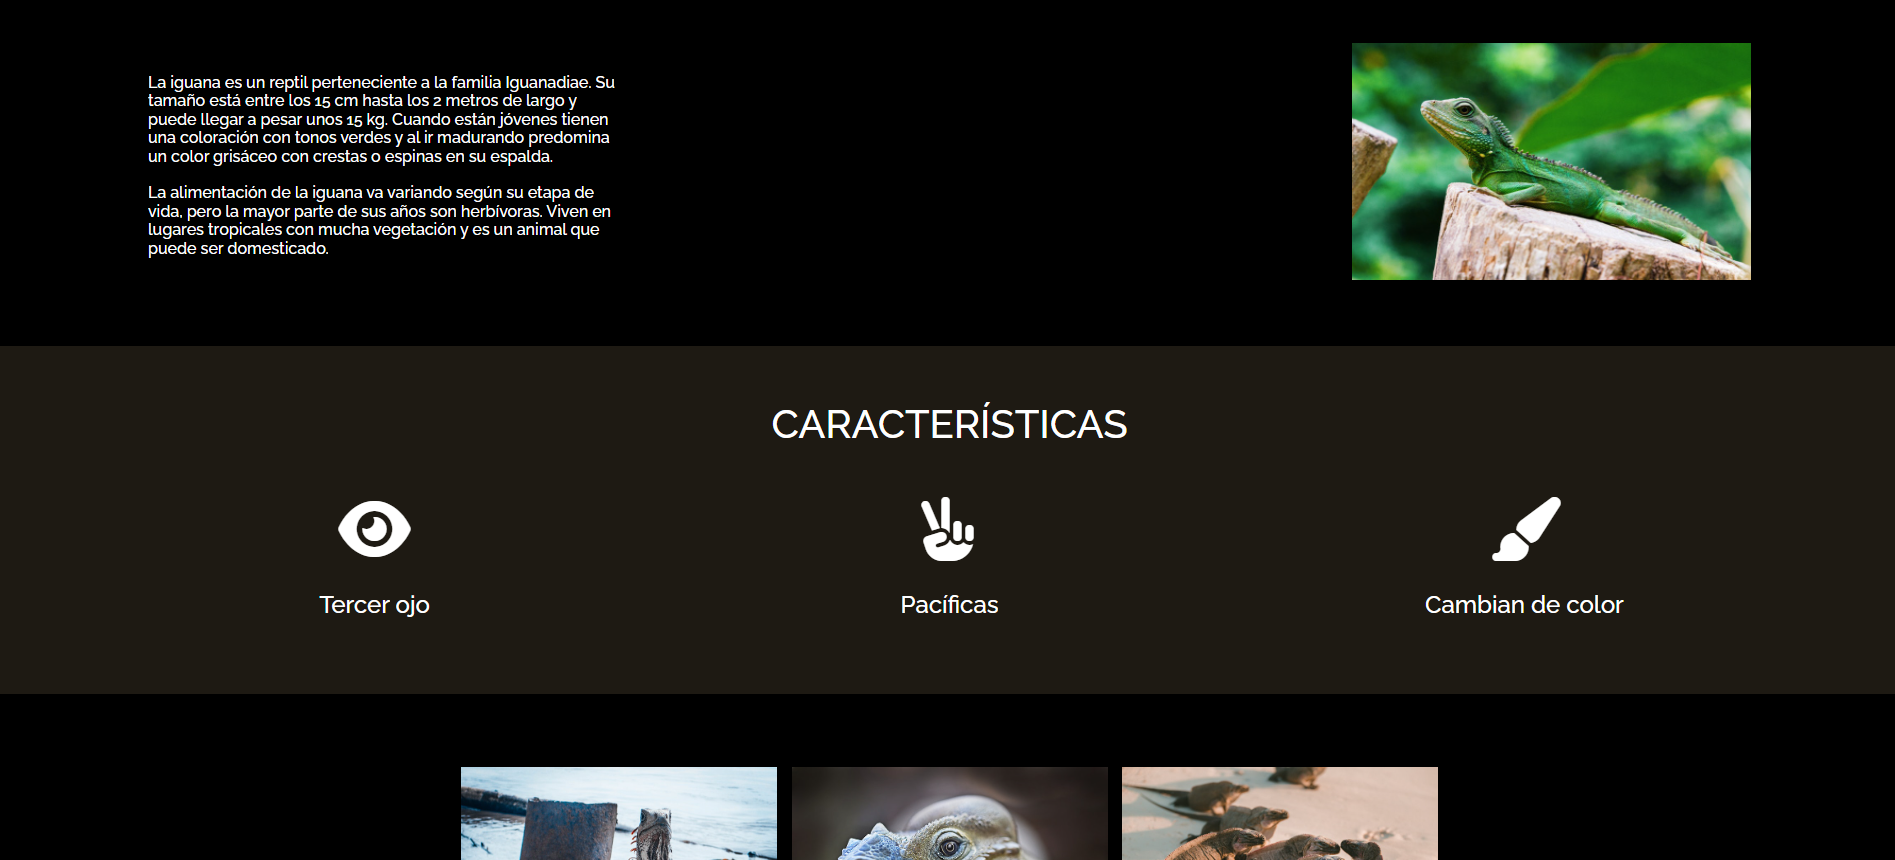 La iguana es un reptil perteneciente a la familia Iguanadiae. Su
tamaño está entre los 15 cm hasta los 2 metros de largo y
puede llegar a pesar unos 15 kg. Cuando están jóvenes tienen
una coloración con tonos verdes y al ir madurando predomina
un color grisáceo con crestas o espinas en su espalda.
La alimentación de la iguana va variando según su etapa de
vida, pero la mayor parte de sus años son herbívoras. Viven en
lugares tropicales con mucha vegetación y es un animal que
puede ser domesticado.
CARACTERÍSTICAS
Tercer ojo
Pacíficas
Cambian de color